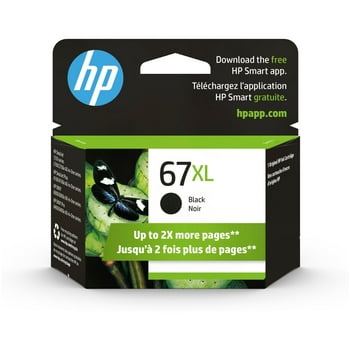 hp
Download the free
HP Smart app.
Téléchargez l'application
HP Smart gratuite.
hpapp.com
67XL
Black
Noir
Up to 2X more pages**
Jusqu'à 2 fois plus de pages**